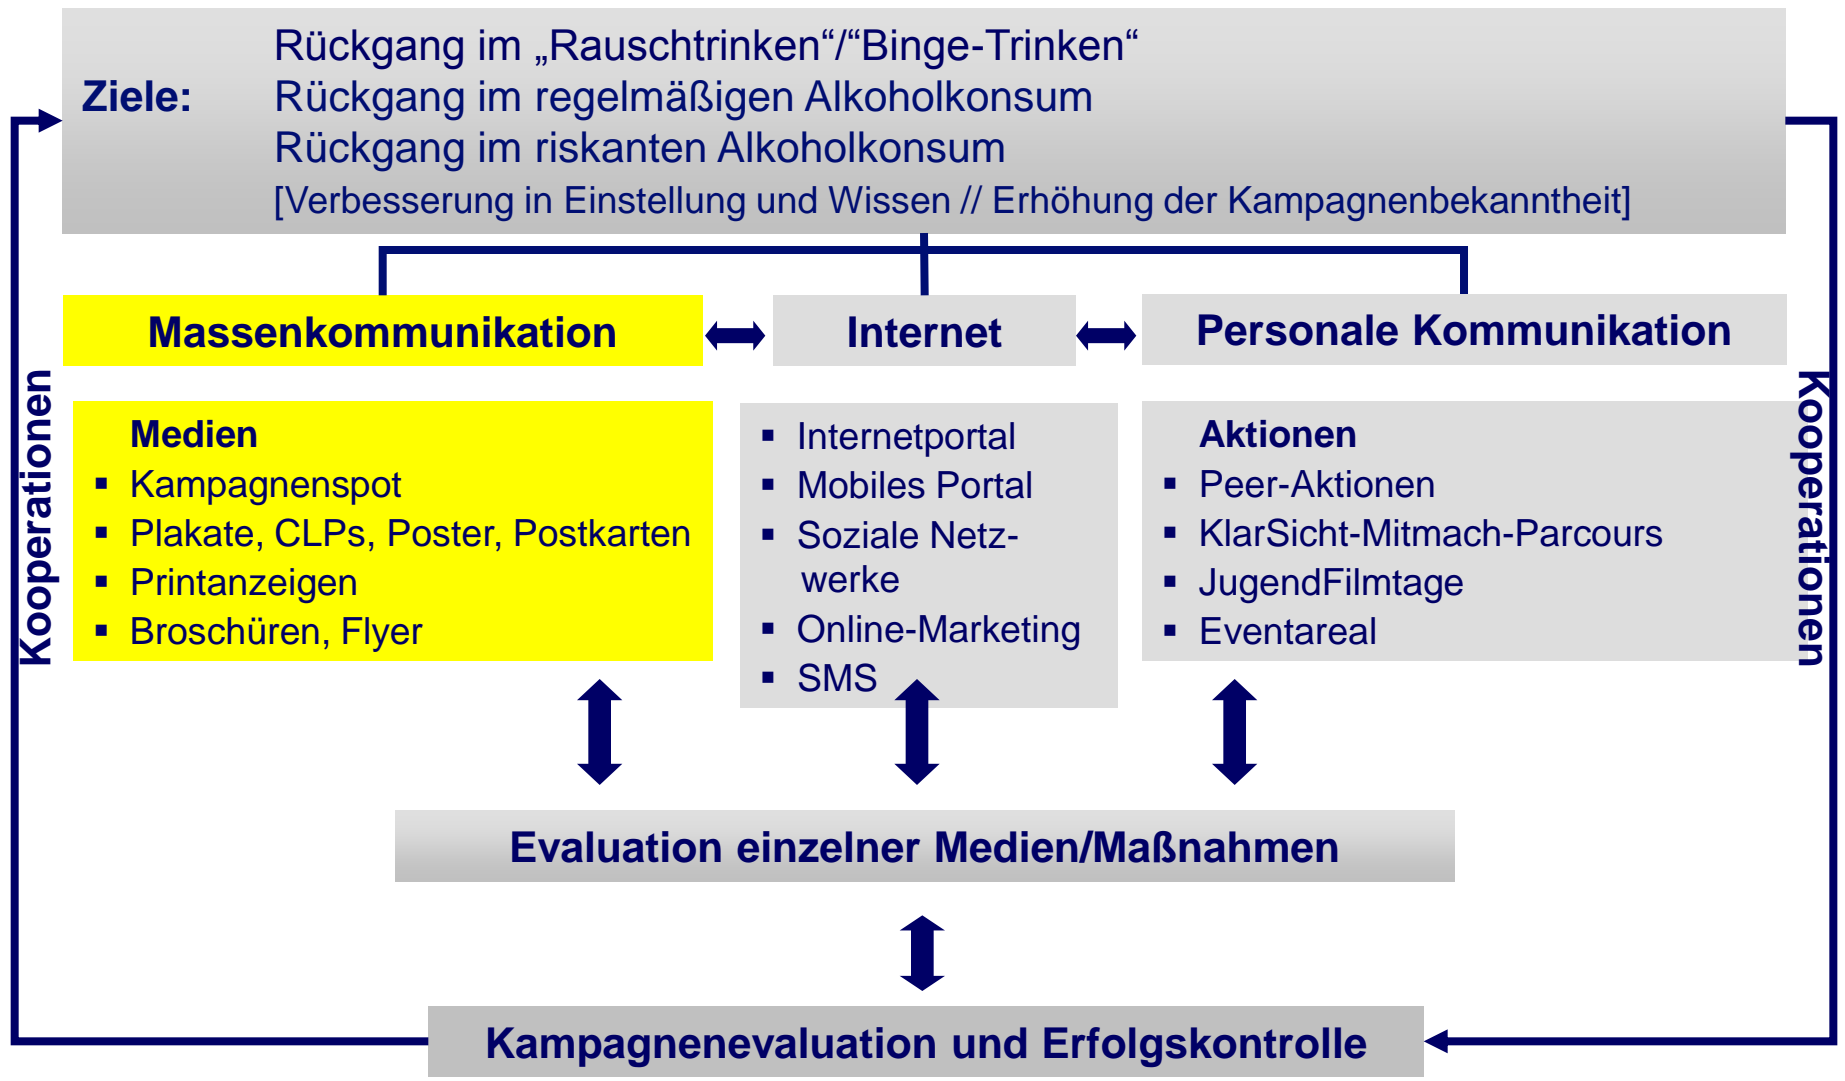 Rückgang im „Rauschtrinken“/“Binge-Trinken“
Ziele: Rückgang im regelmäßigen Alkoholkonsum
Rückgang im riskanten Alkoholkonsum
[Verbesserung in Einstellung und Wissen // Erhöhung der Kampagnenbekanntheit]
Massenkommunikation
Internet
Personale Kommunikation
Kooperationen
Medien
▪ Kampagnenspot
▪ Plakate, CLPs, Poster, Postkarten
▪ Printanzeigen
▪ Broschüren, Flyer
▪ Internetportal
▪ Mobiles Portal
▪ Soziale Netz-
werke
▪ Online-Marketing
▪ SMS
Aktionen
▪ Peer-Aktionen
▪ KlarSicht-Mitmach-Parcours
▪ JugendFilmtage
▪ Eventareal
Kooperationen
Evaluation einzelner Medien/Maßnahmen
Kampagnenevaluation und Erfolgskontrolle